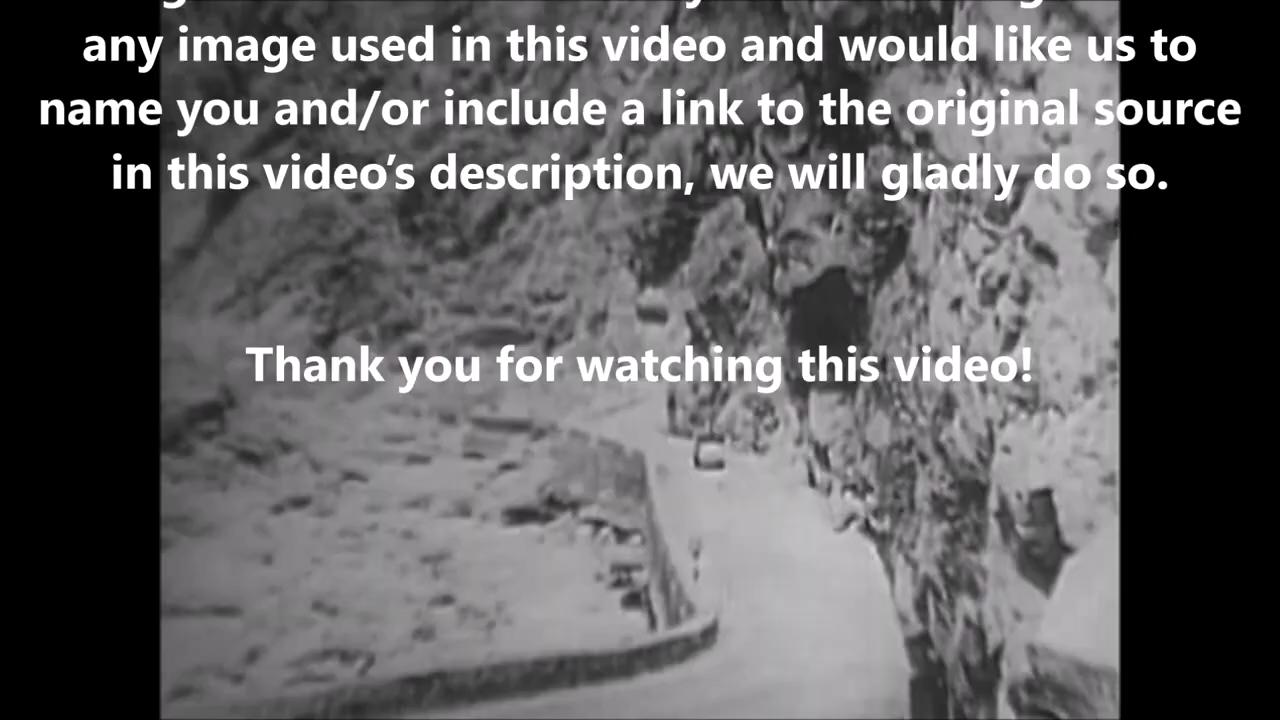 any image used in this video and would like us to
name you and/or include a link to the original source
in this video’s description, we will gladly do so.
Thank you for watching this video!